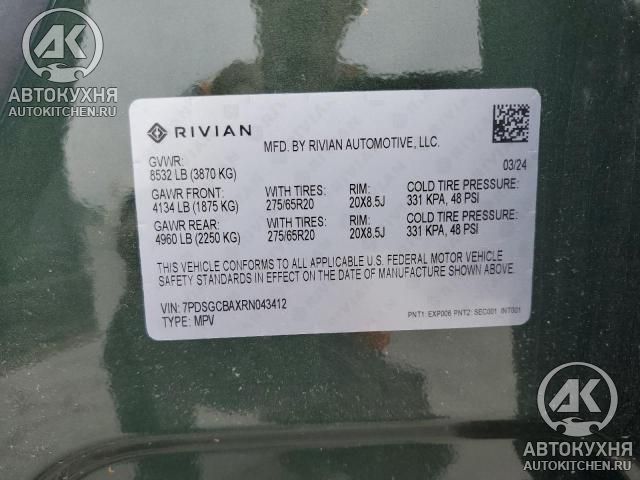 АВТОКУХНЯ
AUTOKITCHEN.RU
RIVIAN
MFD. BY RIVIAN AUTOMOTIVE, LLC.
GVWR:
8532 LB (3870 KG)
03/24
GAWR FRONT: WITH TIRES: RIM: COLD TIRE PRESSURE:
4134 LB (1875 KG) 275/65R20 20X8.5J 331 KPA, 48 PSI
GAWR REAR: WITH TIRES: RIM: COLD TIRE PRESSURE:
4960 LB (2250 KG) 275/65R20 20X8.5J 331 KPA, 48 PSI
THIS VEHICLE CONFORMS TO ALL APPLICABLE U.S. FEDERAL MOTOR VEHICLE
SAFETY STANDARDS IN EFFECT ON THE DATE OF MANUFACTURE SHOWN ABOVE.
VIN: 7PDSGCBAXRN043412
TYPE: MPV
PNT1: EXP006 PNT2: SEC001 INT001
АК
АВТОКУХНЯ
AUTOKITCHEN.RU